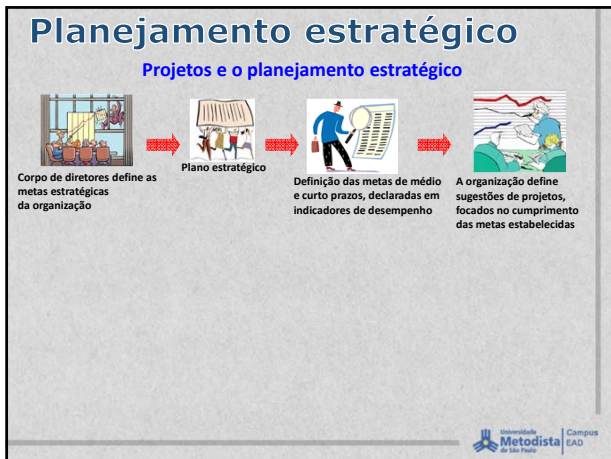 Planejamento estratégico
Projetos e o planejamento estratégico
Corpo de diretores define as
metas estratégicas
da organização
Plano estratégico
Definição das metas de médio
e curto prazos, declaradas em
indicadores de desempenho
A organização define
sugestões de projetos,
focados no cumprimento
das metas estabelecidas
Universidade
Metodista
de São Paulo
Campus
EAD